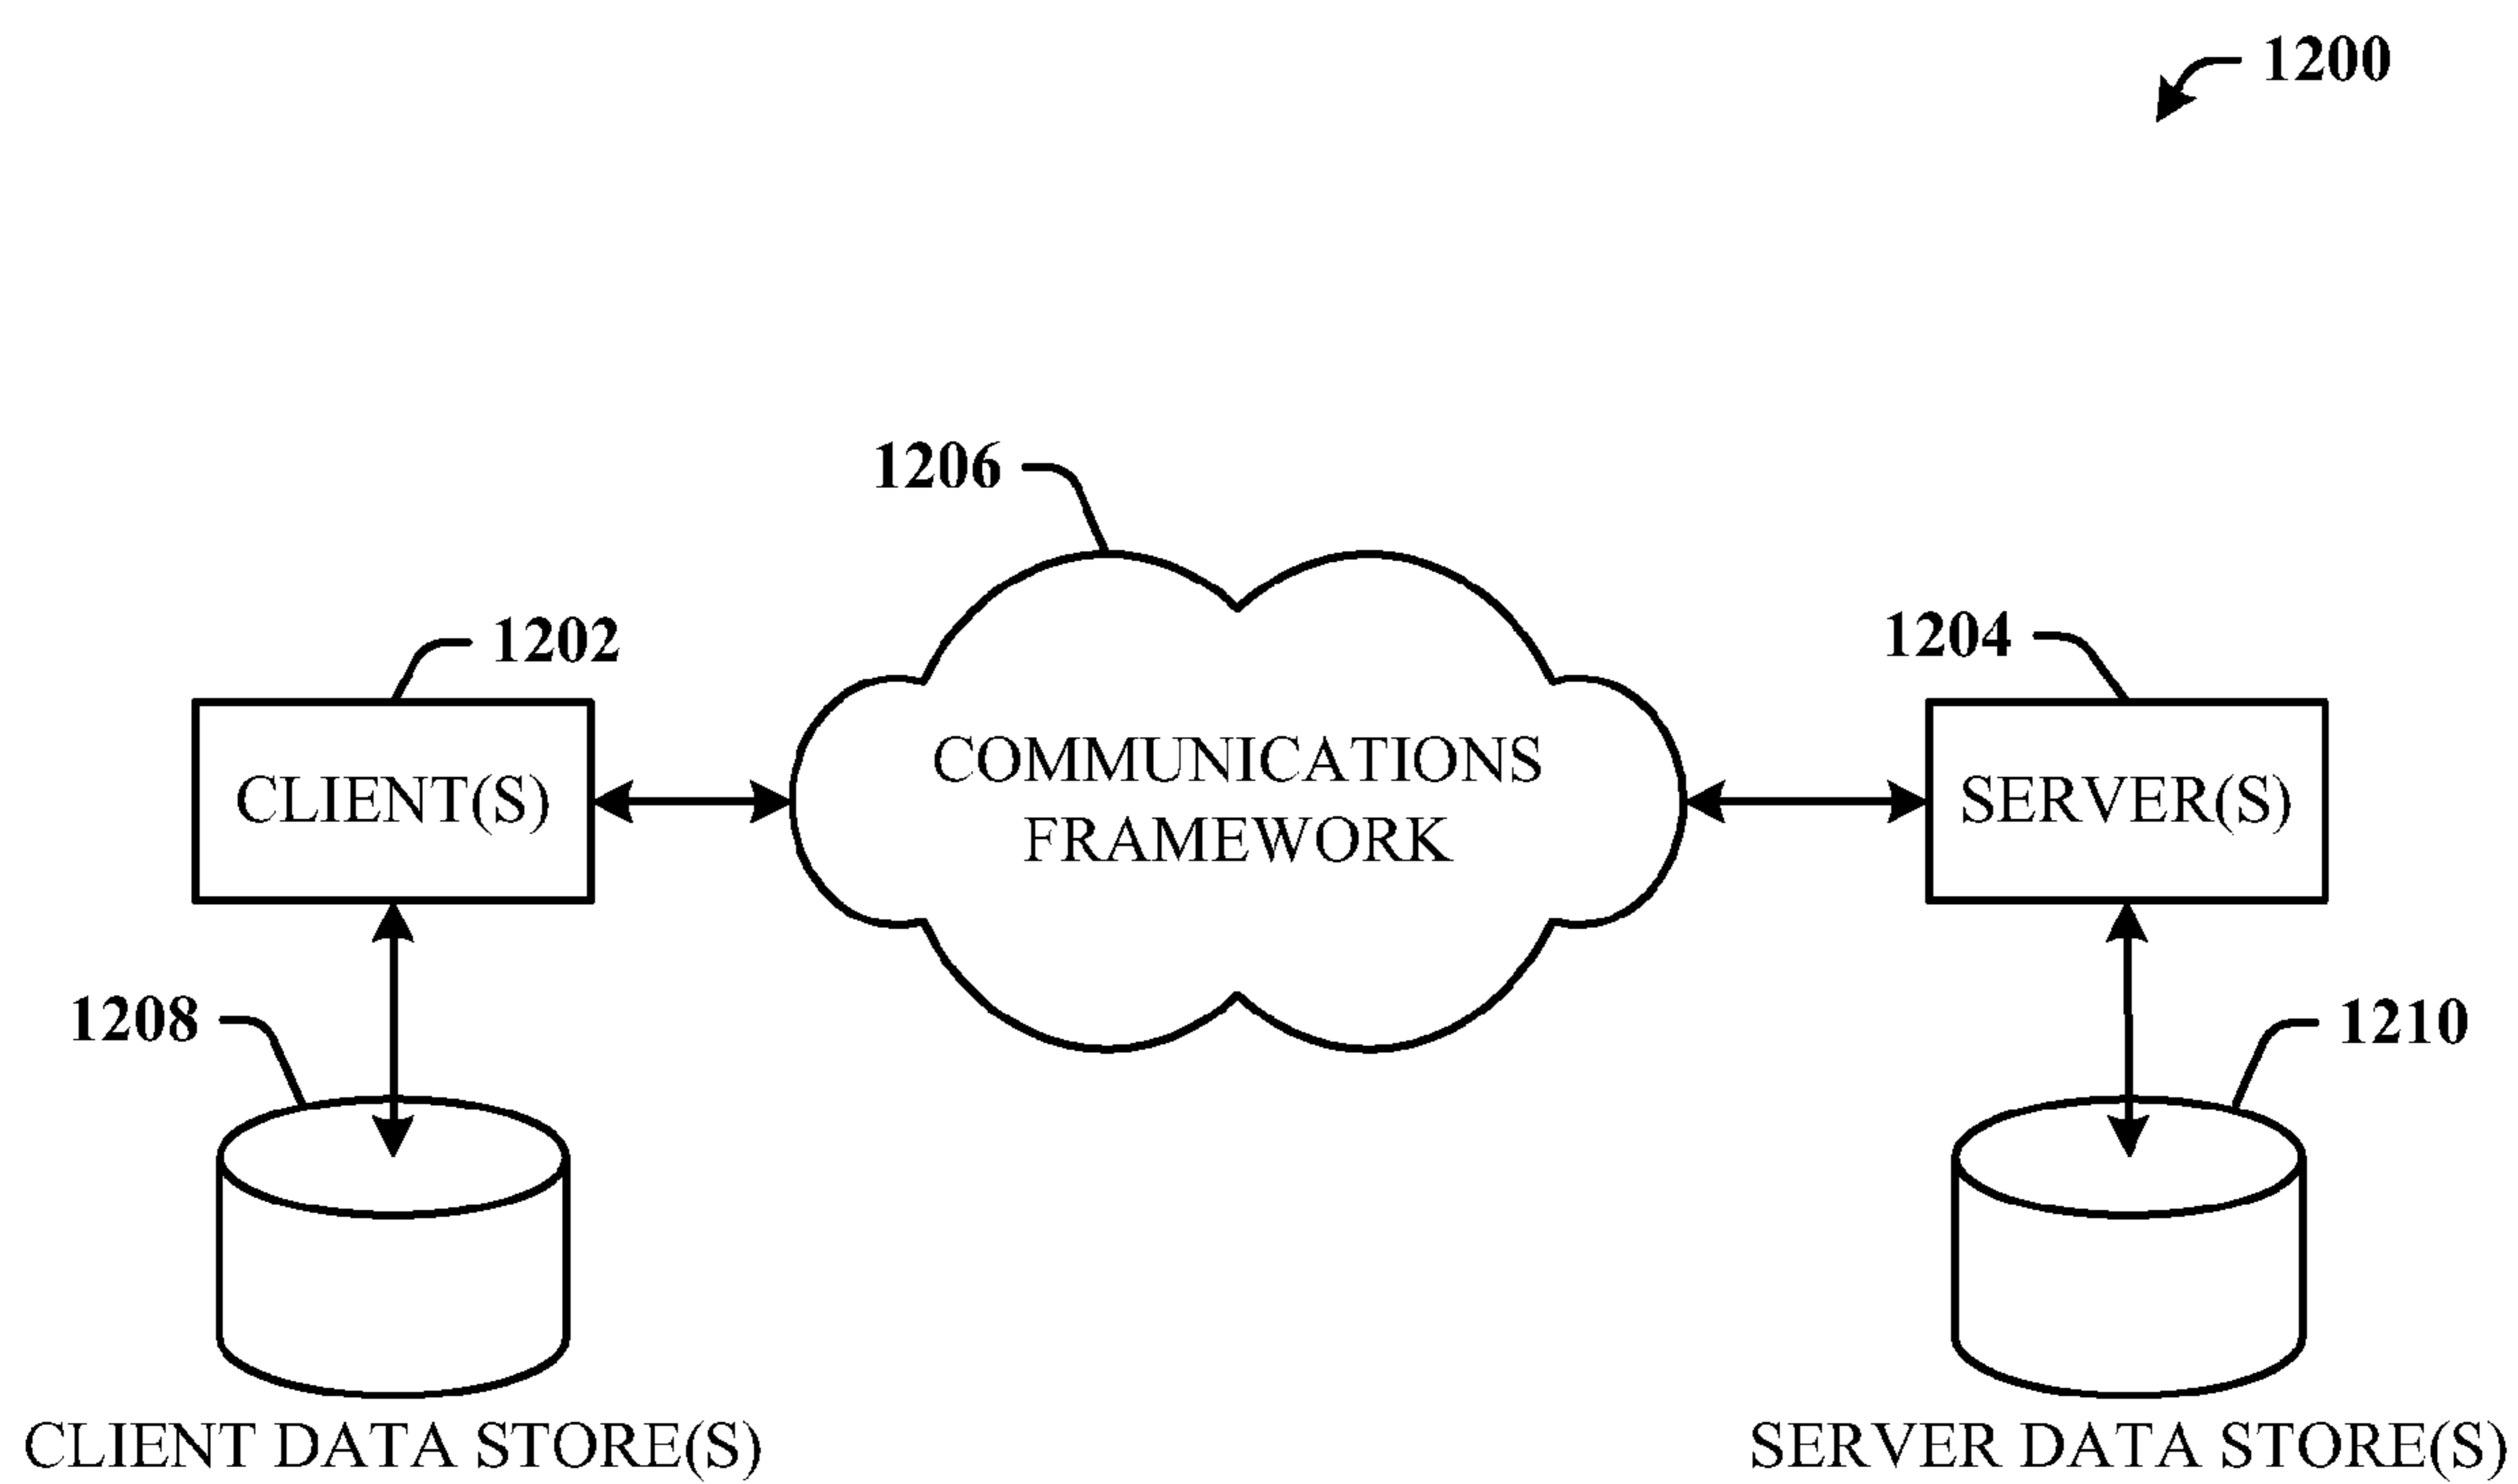 1200
1206
1202
1204
COMMUNICATIONS
FRAMEWORK
CLIENT(S)
SERVER(S)
1208
1210
CLIENT DATA STORE(S)
SERVER DATA STORE(S)